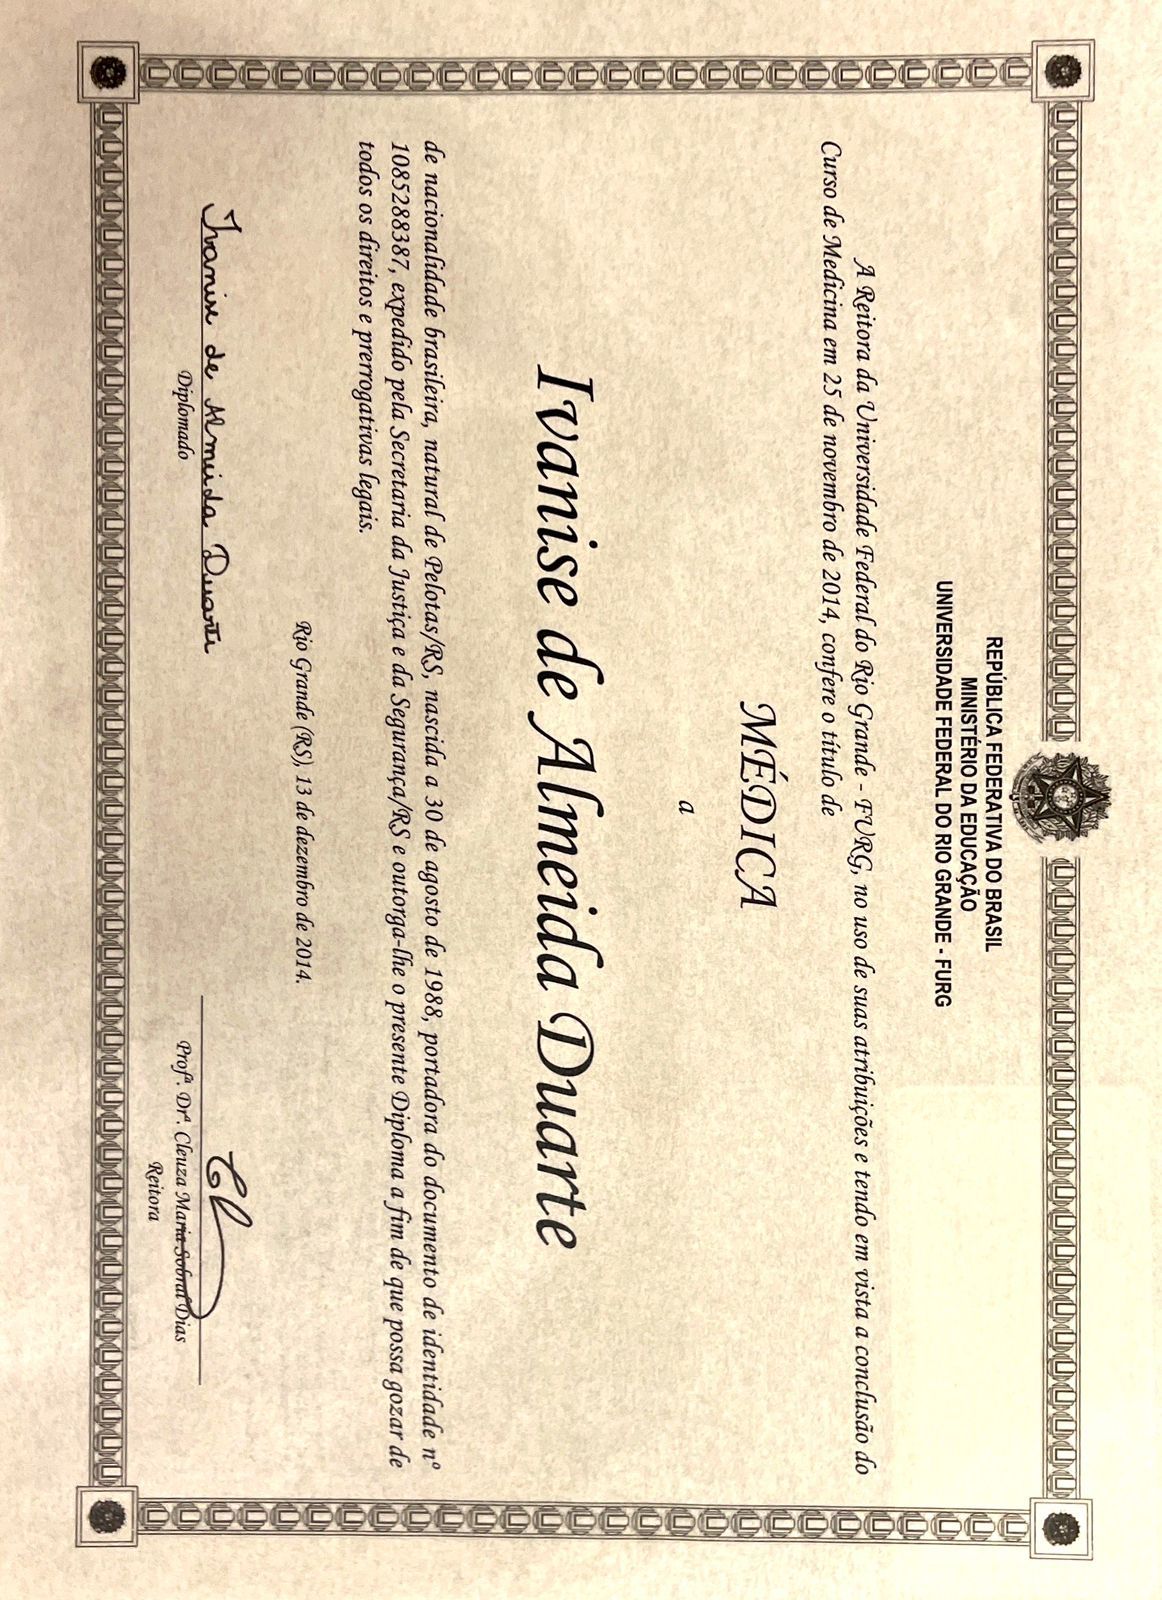 REPÚBLICA FEDERATIVA DO BRASIL
MINISTÉRIO DA EDUCAÇÃO
UNIVERSIDADE FEDERAL DO RIO GRANDE - FURG
A Reitora da Universidade Federal do Rio Grande - FURG, no uso de suas atribuições e tendo em vista a conclusão do
Curso de Medicina em 25 de novembro de 2014, confere o título de
MÉDICA
a
Ivanise de Almeida Duarte
de nacionalidade brasileira, natural de Pelotas/RS, nascida a 30 de agosto de 1988, portadora do documento de identidade nº
1085288387, expedido pela Secretaria da Justiça e da Segurança/RS e outorga-lhe o presente Diploma a fim de que possa gozar de
todos os direitos e prerrogativas legais.
Rio Grande (RS), 13 de dezembro de 2014.
Ivanise de Almeida Duarte
Diplomado
Profª. Drª. Cleuza Maria Sobral Dias
Reitora